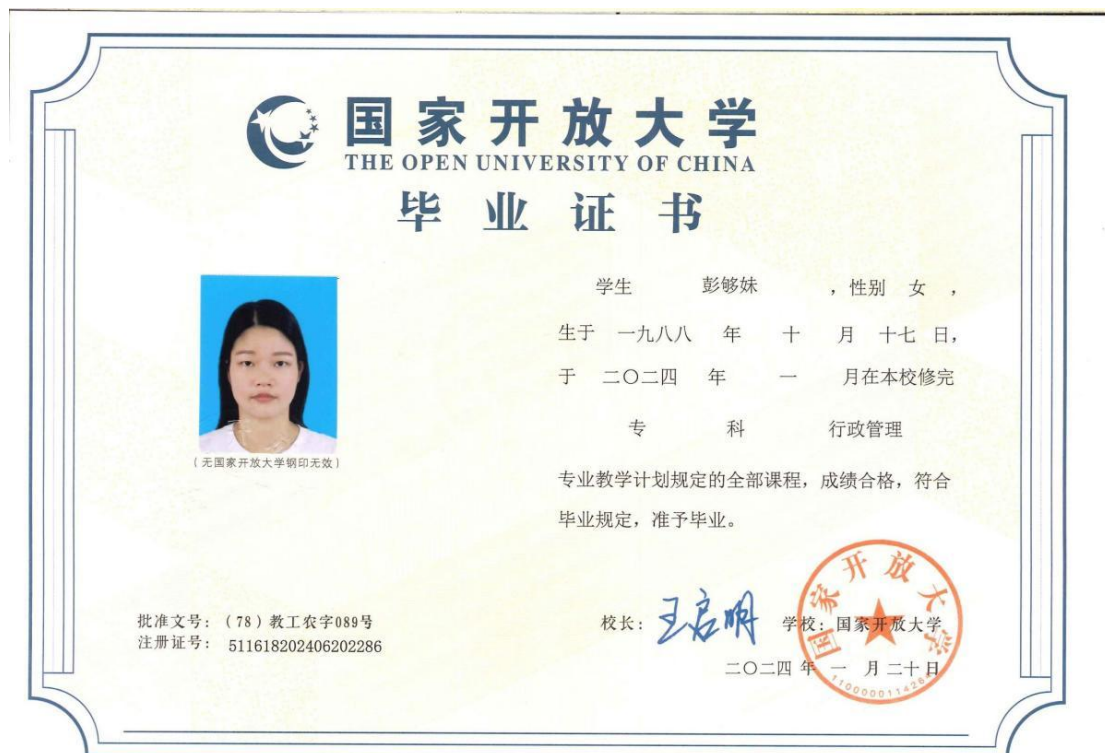 国家开放大学
THE OPEN UNIVERSITY OF CHINA
毕业证书
学生 彭够妹 ，性别 女 ，
生于 一九八八 年 十 月 十七 日，
于 二〇二四 年 一 月在本校修完
专 科 行政管理
专业教学计划规定的全部课程，成绩合格，符合
毕业规定，准予毕业。
（无国家开放大学钢印无效）
批准文号：（78）教工农字089号
注册证号： 511618202406202286
校长：王启明 学校：国家开放大学
二〇二四 年 一 月 二十 日
国家开放大学